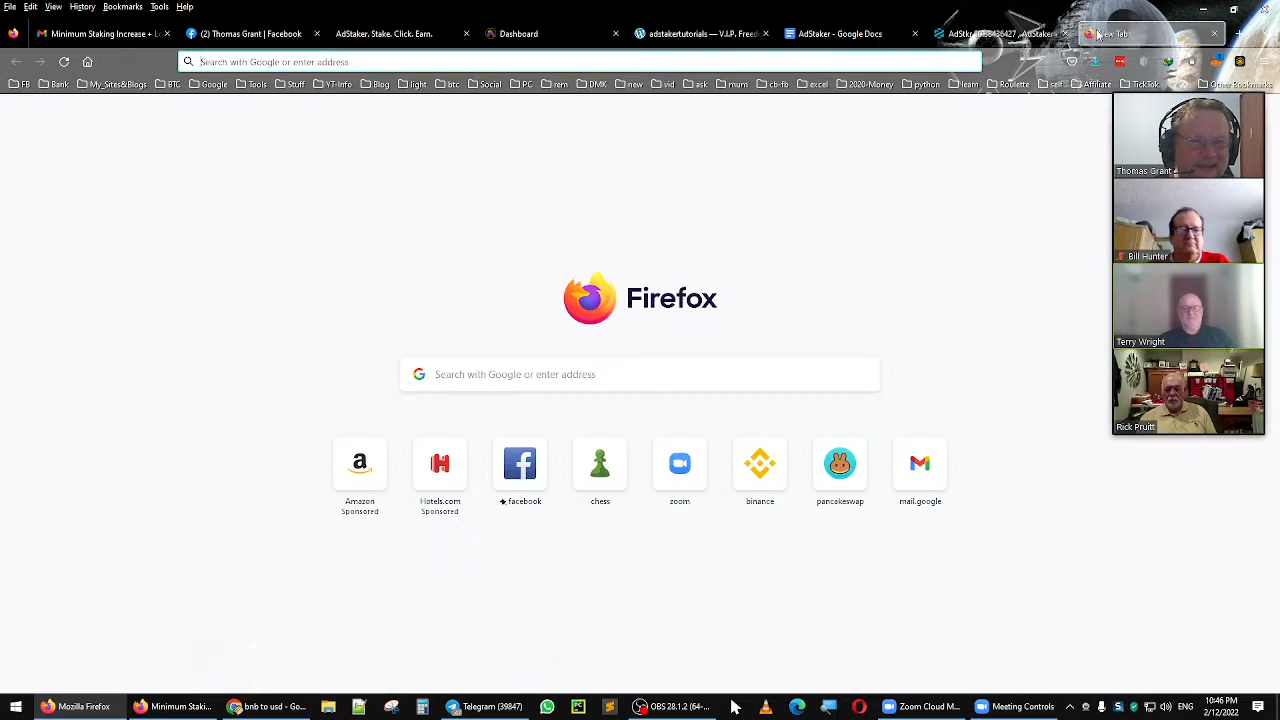 File Edit View History Bookmarks Tools Help
Minimum Staking Increase + L
(2) Thomas Grant | Facebook
AdStaker. Stake. Click. Earn.
Dashboard
adstakertutorials — V.I.P. Freed
AdStaker - Google Docs
New Tab
Search with Google or enter address
FB Bank My_Sites&Blogs BTC Google Tools Stuff YT-Info Blog light btc Social PC rem DMK new vid ask mum cb-fb excel 2020-Money python learn Roulette self Affiliate TickTok Other Bookmarks
Thomas Grant
Bill Hunter
Terry Wright
Rick Pruitt
Firefox
Search with Google or enter address
Amazon
Sponsored
Hotels.com
Sponsored
facebook
chess
zoom
binance
pancakeswap
mail.google
Mozilla Firefox
Minimum Staki...
bnb to usd - Go...
Telegram (39847)
OBS 28.1.2 (64-...
Zoom Cloud M...
Meeting Controls
10:46 PM
2/12/2022